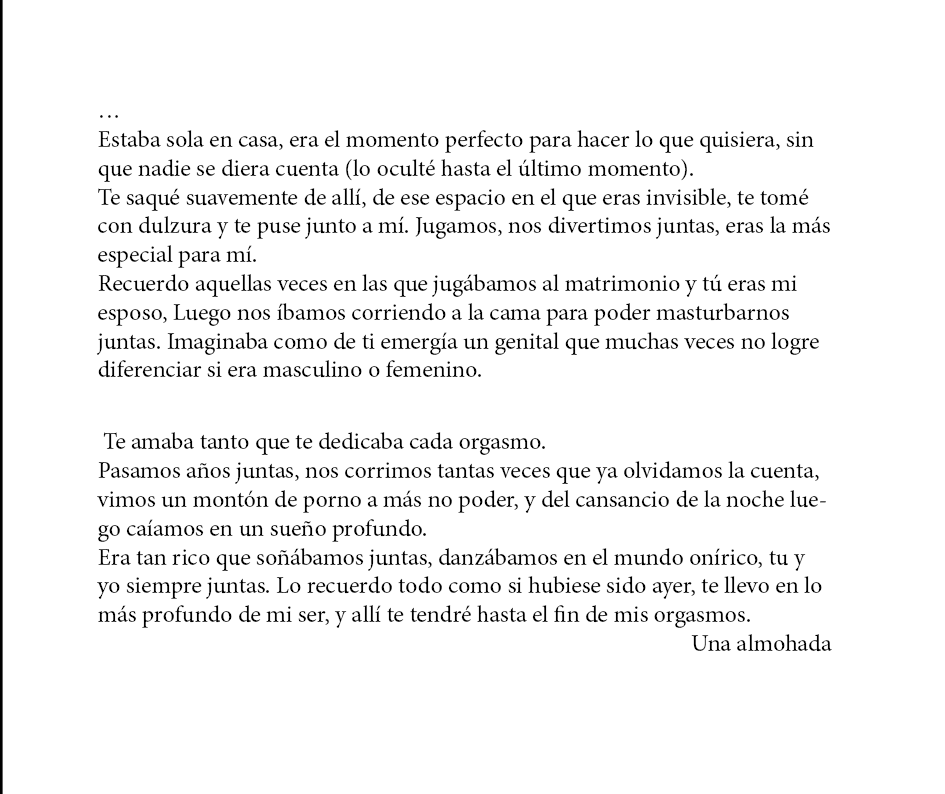 …
Estaba sola en casa, era el momento perfecto para hacer lo que quisiera, sin
que nadie se diera cuenta (lo oculté hasta el último momento).
Te saqué suavemente de allí, de ese espacio en el que eras invisible, te tomé
con dulzura y te puse junto a mí. Jugamos, nos divertimos juntas, eras la más
especial para mí.
Recuerdo aquellas veces en las que jugábamos al matrimonio y tú eras mi
esposo, Luego nos íbamos corriendo a la cama para poder masturbarnos
juntas. Imaginaba como de ti emergía un genital que muchas veces no logre
diferenciar si era masculino o femenino.
Te amaba tanto que te dedicaba cada orgasmo.
Pasamos años juntas, nos corrimos tantas veces que ya olvidamos la cuenta,
vimos un montón de porno a más no poder, y del cansancio de la noche lue-
go caíamos en un sueño profundo.
Era tan rico que soñábamos juntas, danzábamos en el mundo onírico, tu y
yo siempre juntas. Lo recuerdo todo como si hubiese sido ayer, te llevo en lo
más profundo de mi ser, y allí te tendré hasta el fin de mis orgasmos.
Una almohada